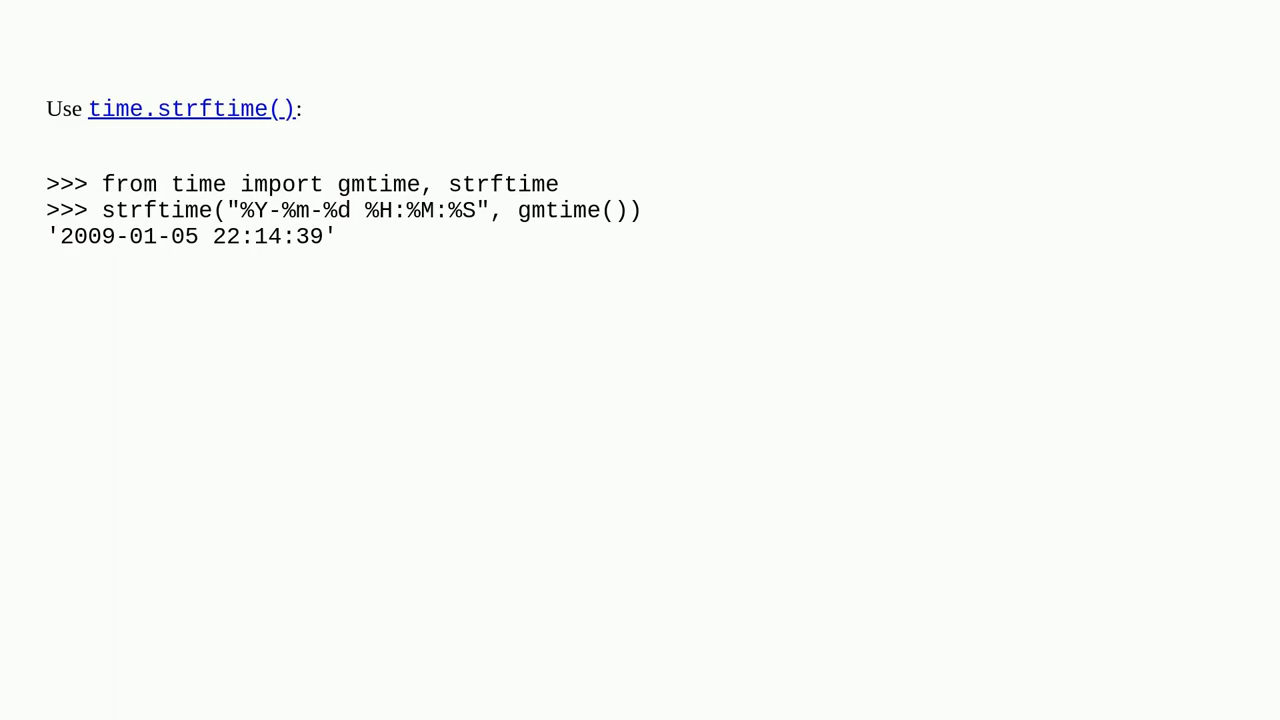 Use time.strftime():
>>> from time import gmtime, strftime
>>> strftime("%Y-%m-%d %H:%M:%S", gmtime())
'2009-01-05 22:14:39'